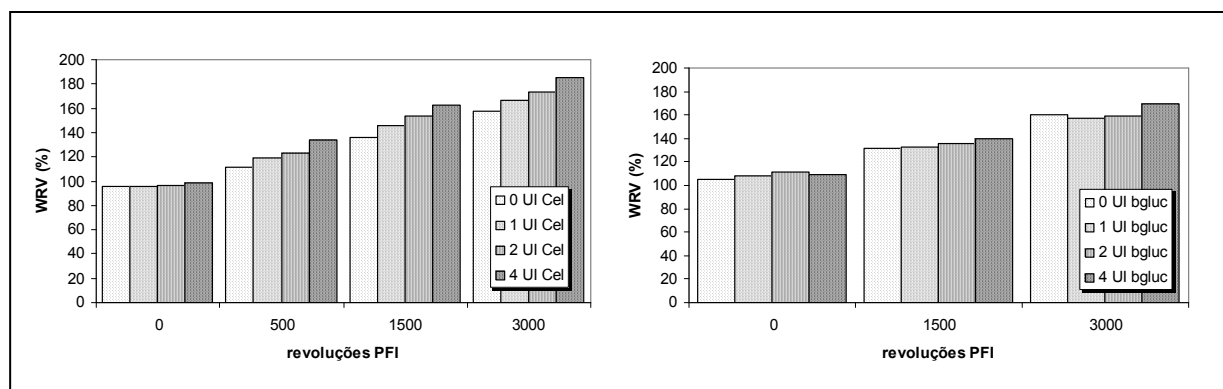 200
180
160
140
120
100
80
60
40
20
0
WRV (%)
0 500 1500 3000
revoluções PFI
0 UI Cel
1 UI Cel
2 UI Cel
4 UI Cel
200
180
160
140
120
100
80
60
40
20
0
WRV (%)
0 1500 3000
revoluções PFI
0 UI bgluc
1 UI bgluc
2 UI bgluc
4 UI bgluc